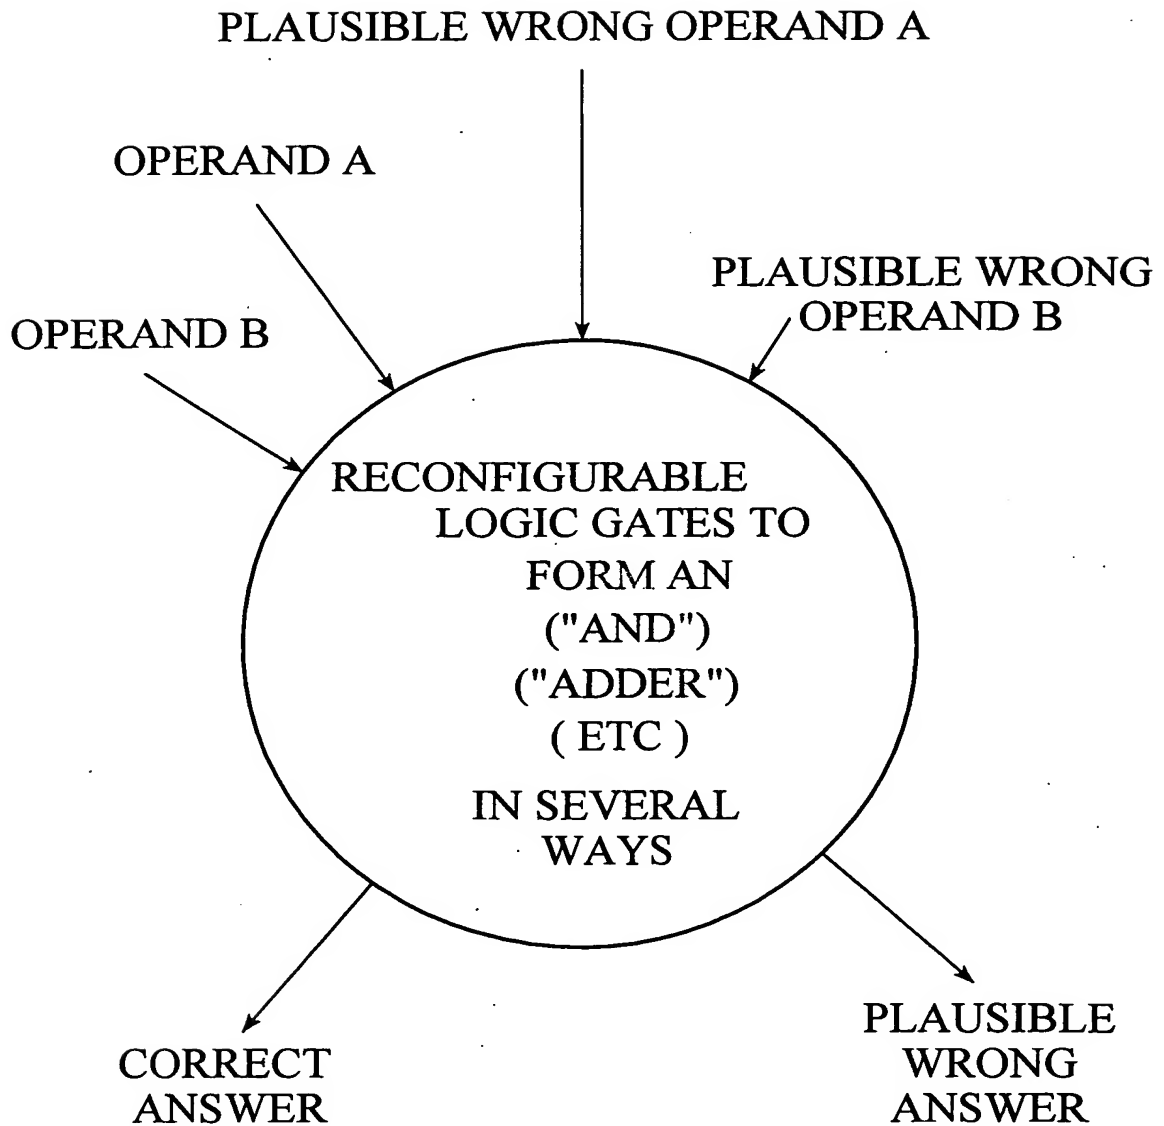 PLAUSIBLE WRONG OPERAND A
OPERAND A
PLAUSIBLE WRONG
OPERAND B
OPERAND B
RECONFIGURABLE
LOGIC GATES TO
FORM AN
("AND")
("ADDER")
( ETC )
IN SEVERAL
WAYS
CORRECT
ANSWER
PLAUSIBLE
WRONG
ANSWER